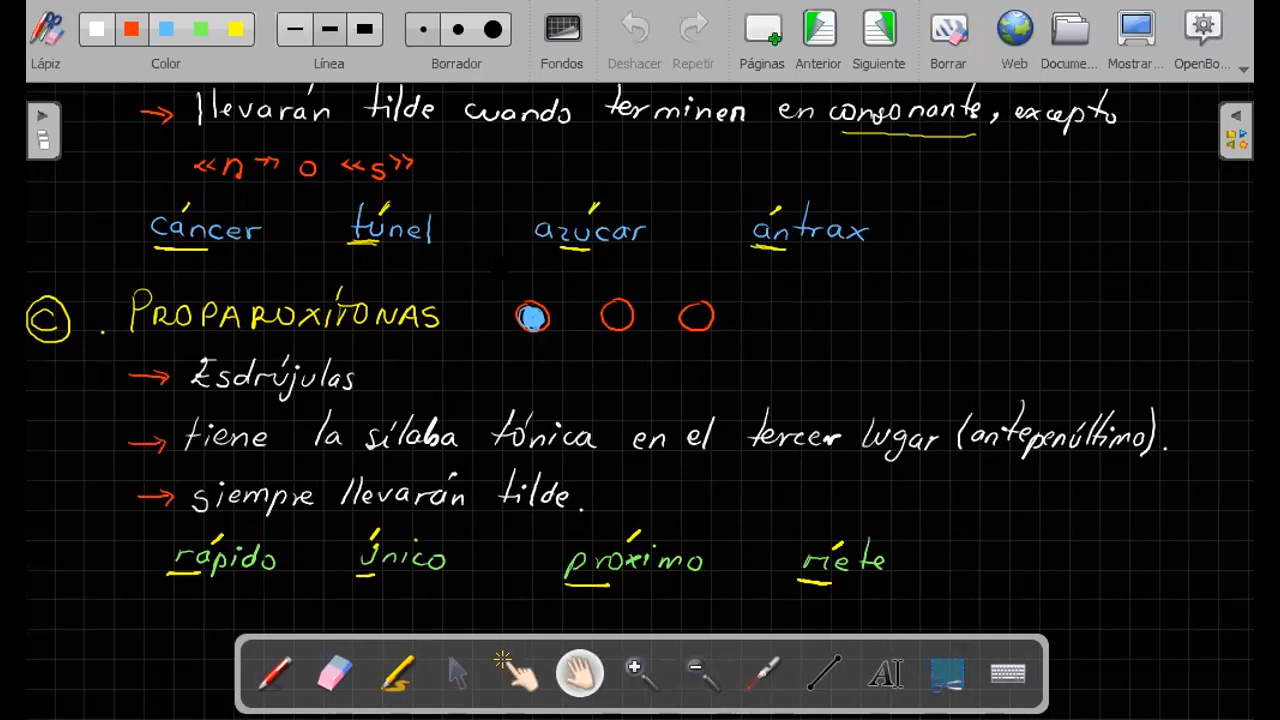 Lápiz Color Línea Borrador Fondos Deshacer Repetir Páginas Anterior Siguiente Borrar Web Docume... Mostrar... OpenBo...
→ llevarán tilde cuando terminen en consonante, excepto
«n» o «s»
cáncer túnel azúcar ántrax
C. PROPAROXÍTONAS
→ Esdrújulas
→ tiene la sílaba tónica en el tercer lugar (antepenúltimo).
→ siempre llevarán tilde.
rápido único próximo ríete